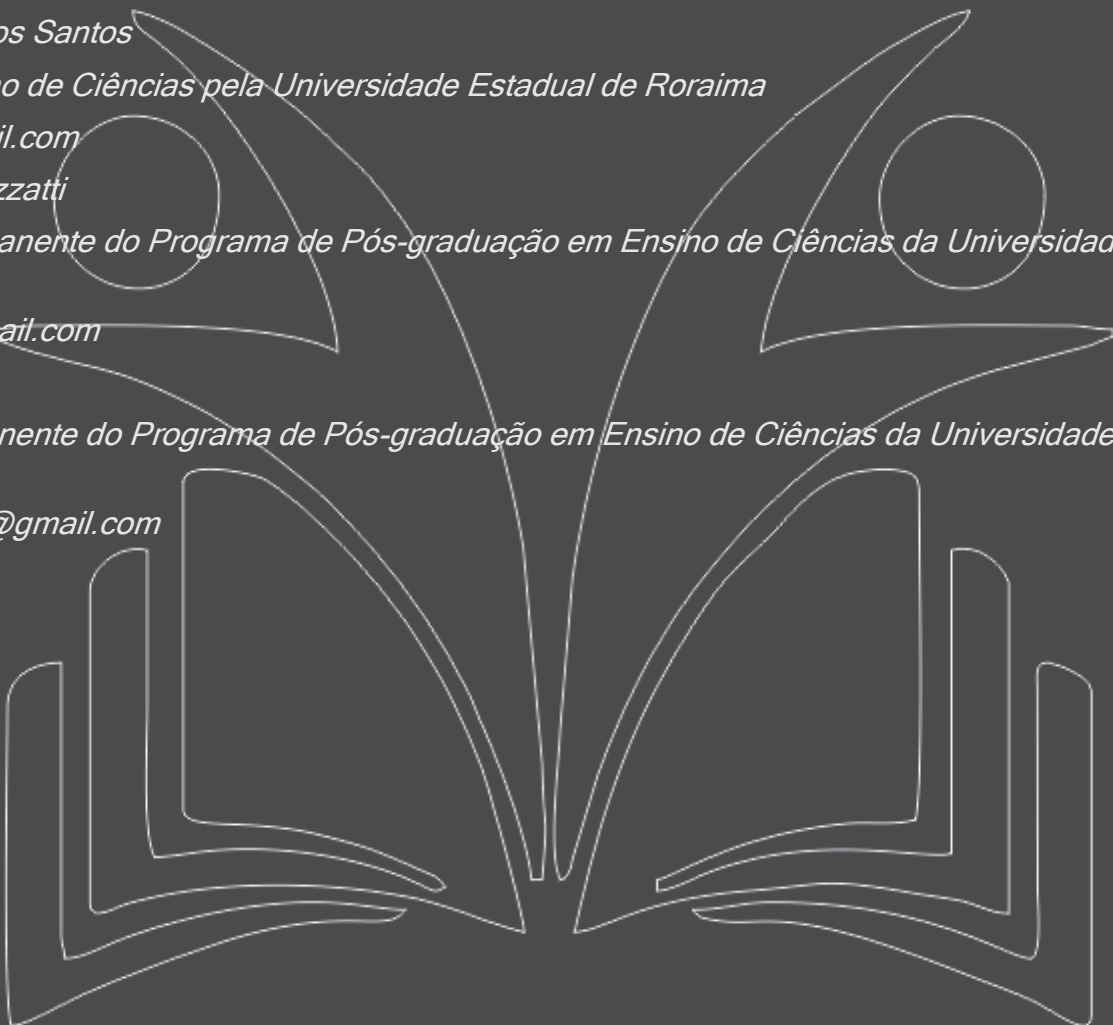 os Santos
o de Ciências pela Universidade Estadual de Roraima
il.com
zzatti
anente do Programa de Pós-graduação em Ensino de Ciências da Universidad
ail.com
nente do Programa de Pós-graduação em Ensino de Ciências da Universidade
@gmail.com